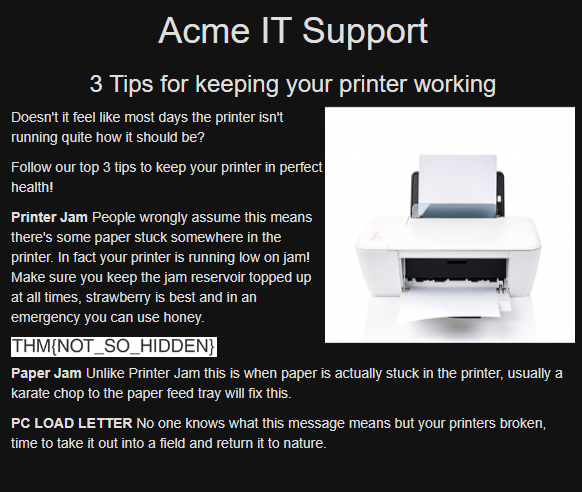 Acme IT Support
3 Tips for keeping your printer working
Doesn't it feel like most days the printer isn't
running quite how it should be?
Follow our top 3 tips to keep your printer in perfect
health!
Printer Jam People wrongly assume this means
there's some paper stuck somewhere in the
printer. In fact your printer is running low on jam!
Make sure you keep the jam reservoir topped up
at all times, strawberry is best and in an
emergency you can use honey.
THM{NOT_SO_HIDDEN}
Paper Jam Unlike Printer Jam this is when paper is actually stuck in the printer, usually a
karate chop to the paper feed tray will fix this.
PC LOAD LETTER No one knows what this message means but your printers broken,
time to take it out into a field and return it to nature.